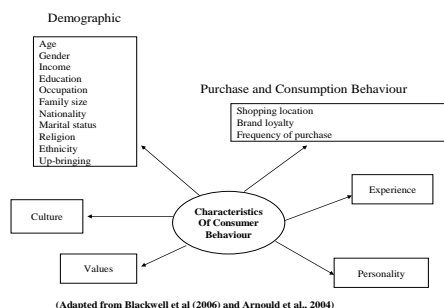 Demographic
Age
Gender
Income
Education
Occupation
Family size
Nationality
Marital status
Religion
Ethnicity
Up-bringing
Purchase and Consumption Behaviour
Shopping location
Brand loyalty
Frequency of purchase
Experience
Culture
Characteristics
Of Consumer
Behaviour
Values
Personality
(Adapted from Blackwell et al (2006) and Arnould et al., 2004)